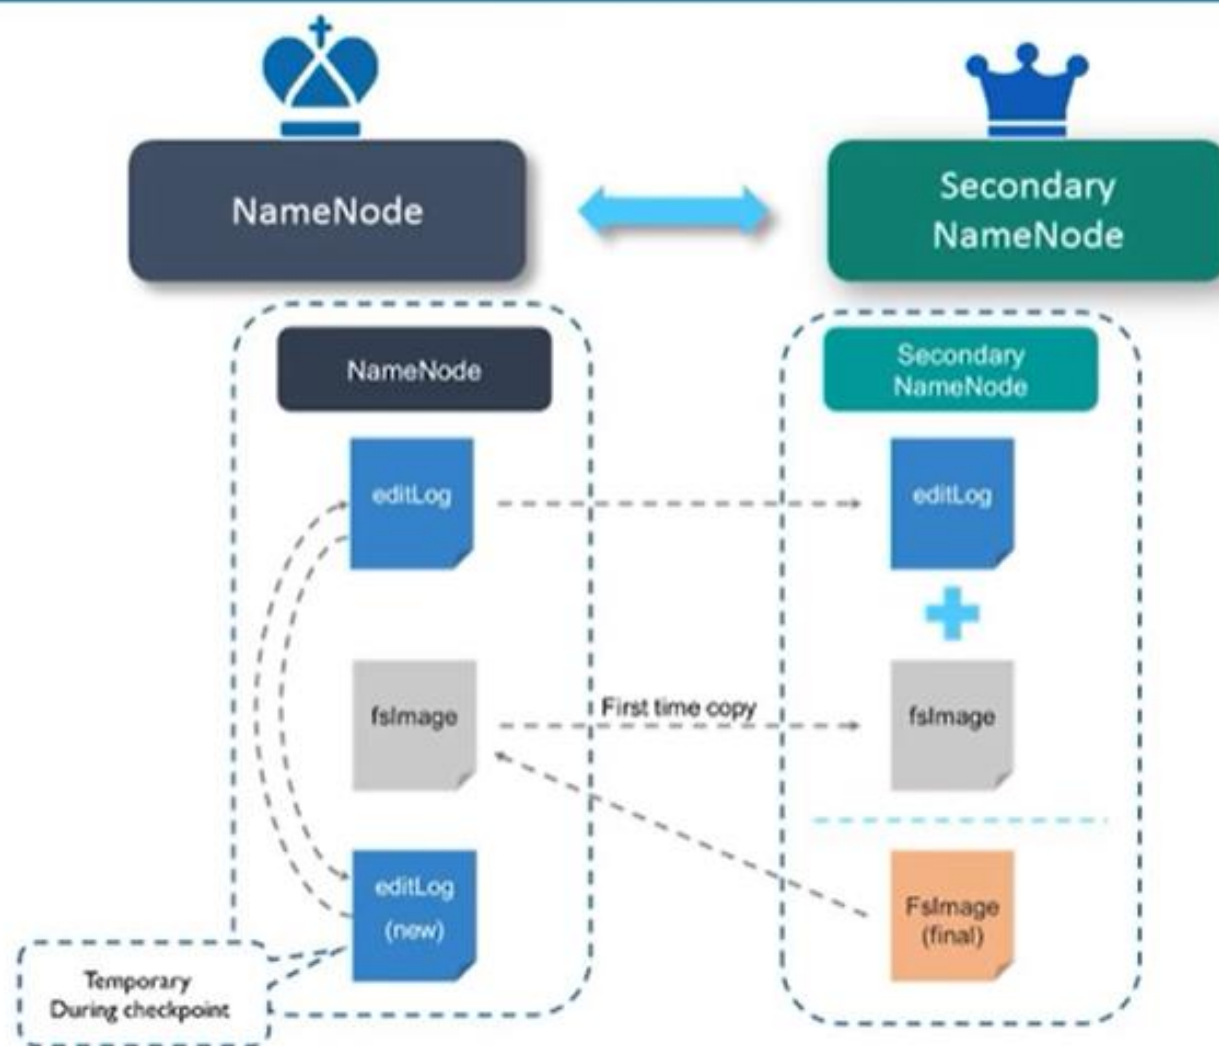 NameNode
Secondary
NameNode
NameNode
Secondary
NameNode
editLog
editLog
fsImage
First time copy
fsImage
editLog
(new)
FsImage
(final)
Temporary
During checkpoint